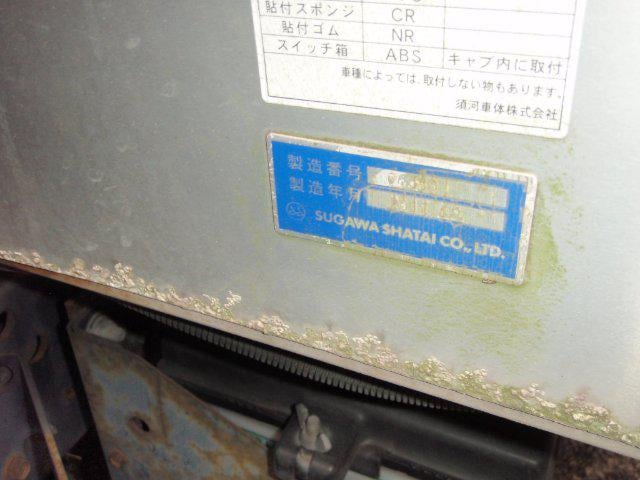 貼付スポンジ CR
貼付ゴム NR
スイッチ箱 ABS キャブ内に取付
車種によっては、取付しない物もあります。
須河車体株式会社
製造番号
製造年月
SUGAWA SHATAI CO., LTD.